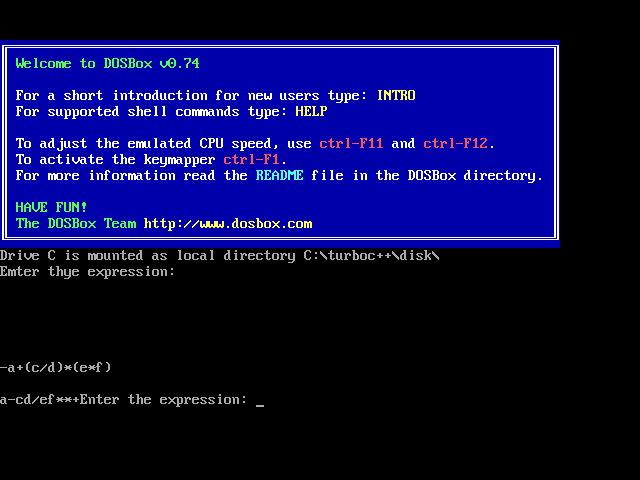 Welcome to DOSBox v0.74
For a short introduction for new users type: INTRO
For supported shell commands type: HELP
To adjust the emulated CPU speed, use ctrl-F11 and ctrl-F12.
To activate the keymapper ctrl-F1.
For more information read the README file in the DOSBox directory.
HAVE FUN!
The DOSBox Team http://www.dosbox.com
Drive C is mounted as local directory C:\turboc++\disk\
Emter thye expression:
-a+(c/d)*(e*f)
a-cd/ef**+Enter the expression: _